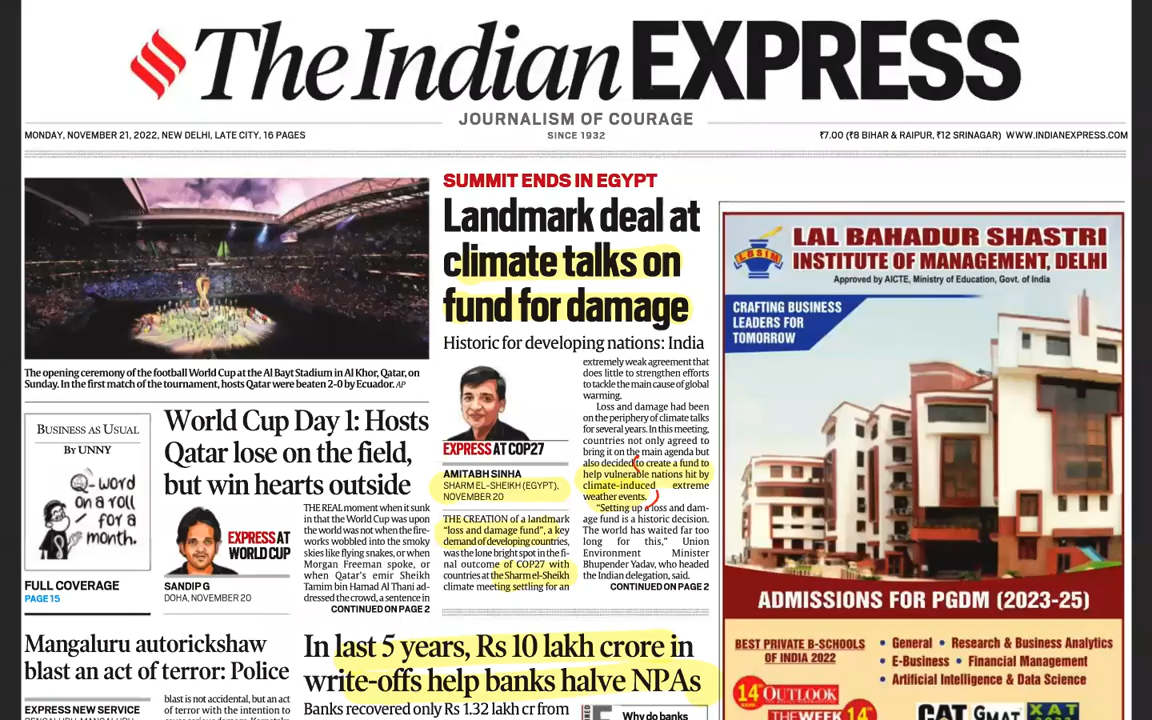 The Indian EXPRESS
JOURNALISM OF COURAGE
SINCE 1932
MONDAY, NOVEMBER 21, 2022, NEW DELHI, LATE CITY, 16 PAGES
₹7.00 (₹8 BIHAR & RAIPUR, ₹12 SRINAGAR) WWW.INDIANEXPRESS.COM
The opening ceremony of the football World Cup at the Al Bayt Stadium in Al Khor, Qatar, on
Sunday. In the first match of the tournament, hosts Qatar were beaten 2-0 by Ecuador. AP
BUSINESS AS USUAL
BY UNNY
Q-word
on a roll
for a
month.
FULL COVERAGE
PAGE 15
World Cup Day 1: Hosts
Qatar lose on the field,
but win hearts outside
EXPRESS AT
WORLD CUP
SANDIP G
DOHA, NOVEMBER 20
THE REAL moment when it sunk
in that the World Cup was upon
the world was not when the fire-
works wobbled into the smoky
skies like flying snakes, or when
Morgan Freeman spoke, or
when Qatar's emir Sheikh
Tamim bin Hamad Al Thani ad-
dressed the crowd, a sentence in
CONTINUED ON PAGE 2
SUMMIT ENDS IN EGYPT
Landmark deal at
climate talks on
fund for damage
Historic for developing nations: India
EXPRESS AT COP27
AMITABH SINHA
SHARM EL-SHEIKH (EGYPT),
NOVEMBER 20
THE CREATION of a landmark
"loss and damage fund", a key
demand of developing countries,
was the lone bright spot in the fi-
nal outcome of COP27 with
countries at the Sharm el-Sheikh
climate meeting settling for an
extremely weak agreement that
does little to strengthen efforts
to tackle the main cause of global
warming.
Loss and damage had been
on the periphery of climate talks
for several years. In this meeting,
countries not only agreed to
bring it on the main agenda but
also decided to create a fund to
help vulnerable nations hit by
climate-induced extreme
weather events.
"Setting up a loss and dam-
age fund is a historic decision.
The world has waited far too
long for this," Union
Environment Minister
Bhupender Yadav, who headed
the Indian delegation, said.
CONTINUED ON PAGE 2
LBSIM
LAL BAHADUR SHASTRI
INSTITUTE OF MANAGEMENT, DELHI
Approved by AICTE, Ministry of Education, Govt. of India
CRAFTING BUSINESS
LEADERS FOR
TOMORROW
ADMISSIONS FOR PGDM (2023-25)
BEST PRIVATE B-SCHOOLS
OF INDIA 2022
14TH OUTLOOK
THE WEEK 14TH
• General • Research & Business Analytics
• E-Business • Financial Management
• Artificial Intelligence & Data Science
CAT GMAT XAT
Mangaluru autorickshaw
blast an act of terror: Police
EXPRESS NEW SERVICE
BENGALURU, MANGALURU,
blast is not accidental, but an act
of terror with the intention to
In last 5 years, Rs 10 lakh crore in
write-offs help banks halve NPAs
Banks recovered only Rs 1.32 lakh cr from
Why do banks